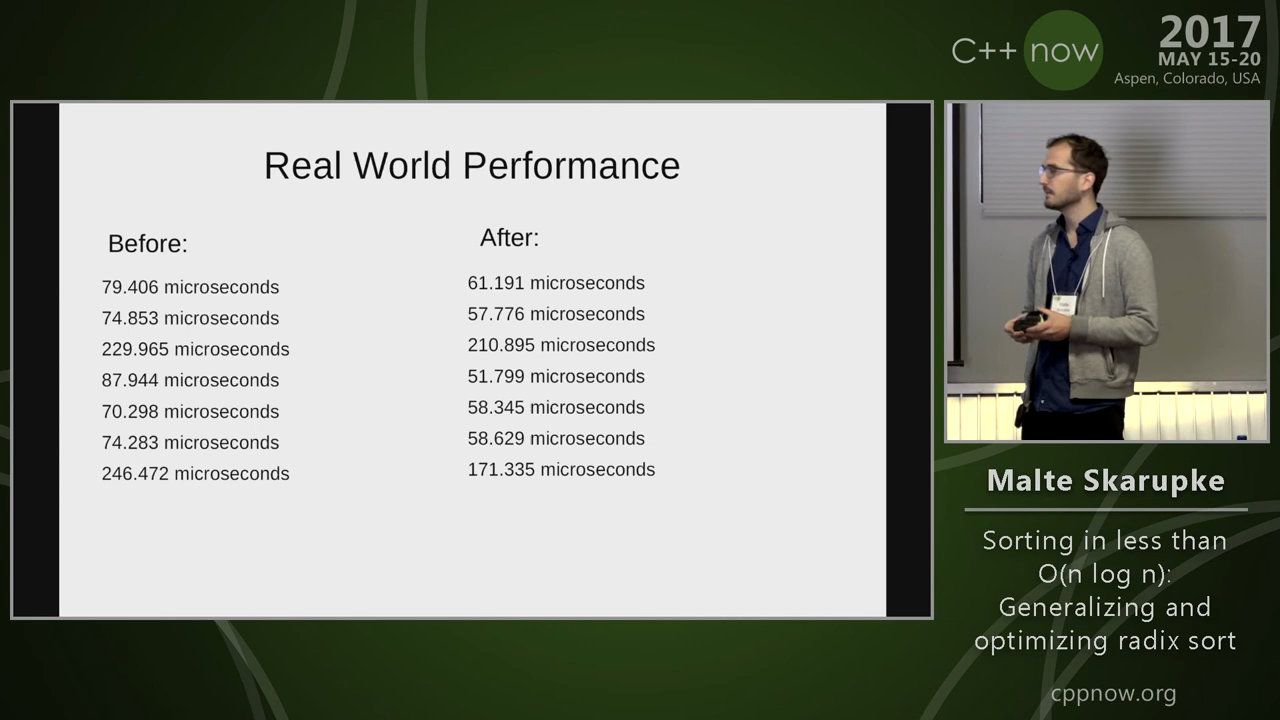 C++ now
2017
MAY 15-20
Aspen, Colorado, USA
Real World Performance
Before:
79.406 microseconds
74.853 microseconds
229.965 microseconds
87.944 microseconds
70.298 microseconds
74.283 microseconds
246.472 microseconds
After:
61.191 microseconds
57.776 microseconds
210.895 microseconds
51.799 microseconds
58.345 microseconds
58.629 microseconds
171.335 microseconds
Malte Skarupke
Sorting in less than
O(n log n):
Generalizing and
optimizing radix sort
cppnow.org